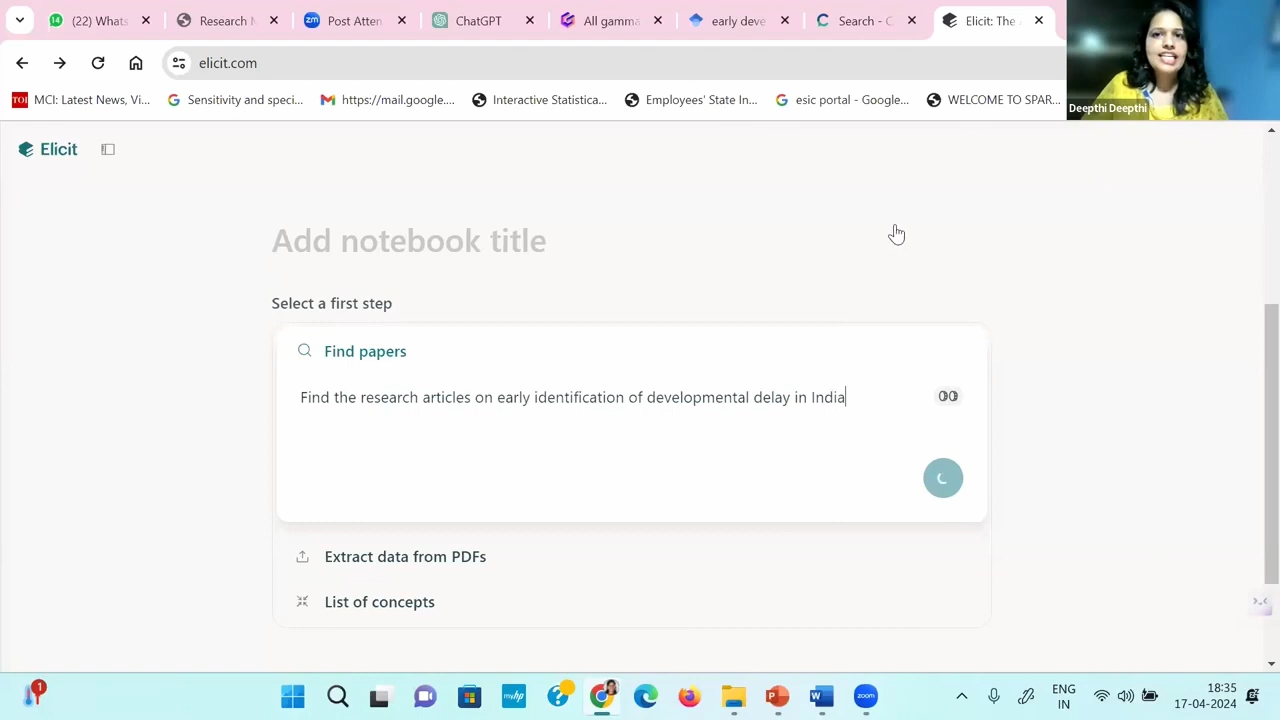 (22) Whats
Research N
Post Atten
ChatGPT
All gamma
early deve
Search - C
Elicit: The
elicit.com
MCI: Latest News, Vi...
Sensitivity and speci...
https://mail.google....
Interactive Statistica...
Employees' State In...
esic portal - Google...
WELCOME TO SPAR...
Deepthi Deepthi
Elicit
Add notebook title
Select a first step
Find papers
Find the research articles on early identification of developmental delay in India
Extract data from PDFs
List of concepts
1
ENG
IN
18:35
17-04-2024